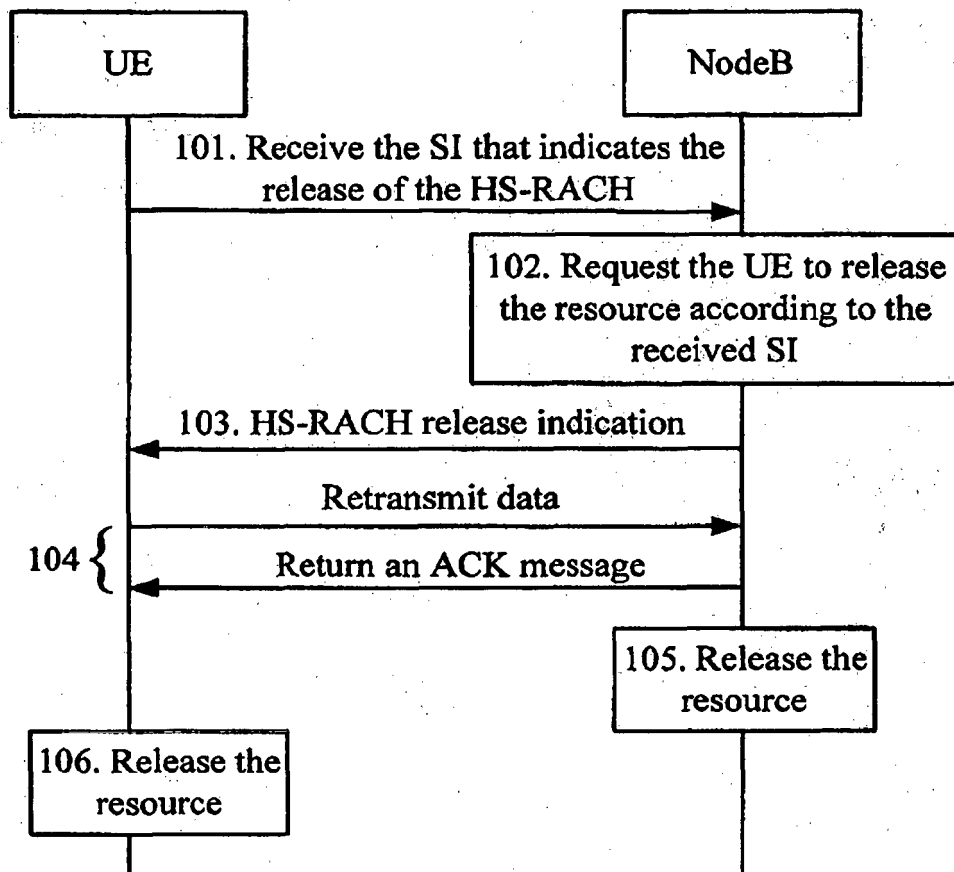 UE
NodeB
101. Receive the SI that indicates the
release of the HS-RACH
102. Request the UE to release
the resource according to the
received SI
103. HS-RACH release indication
Retransmit data
104
Return an ACK message
105. Release the
resource
106. Release the
resource